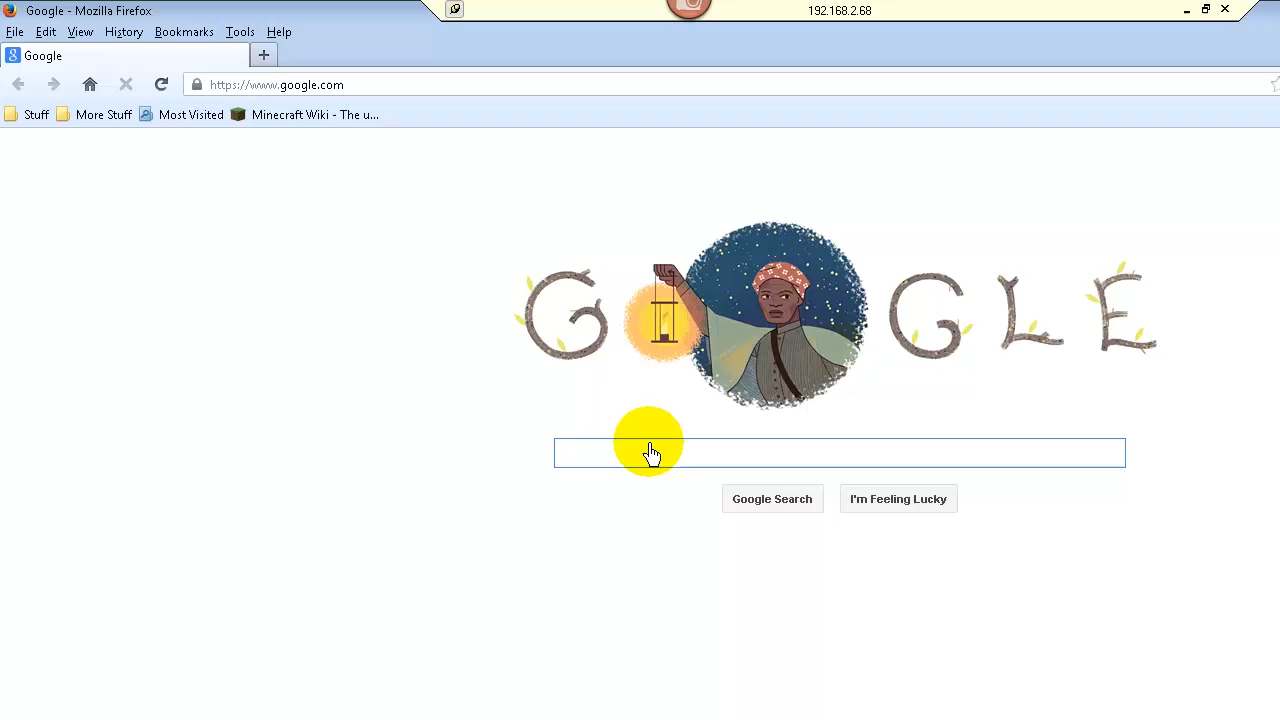 Google - Mozilla Firefox
192.168.2.68
File Edit View History Bookmarks Tools Help
Google
https://www.google.com
Stuff More Stuff Most Visited Minecraft Wiki - The u...
GOOGLE
Google Search I'm Feeling Lucky